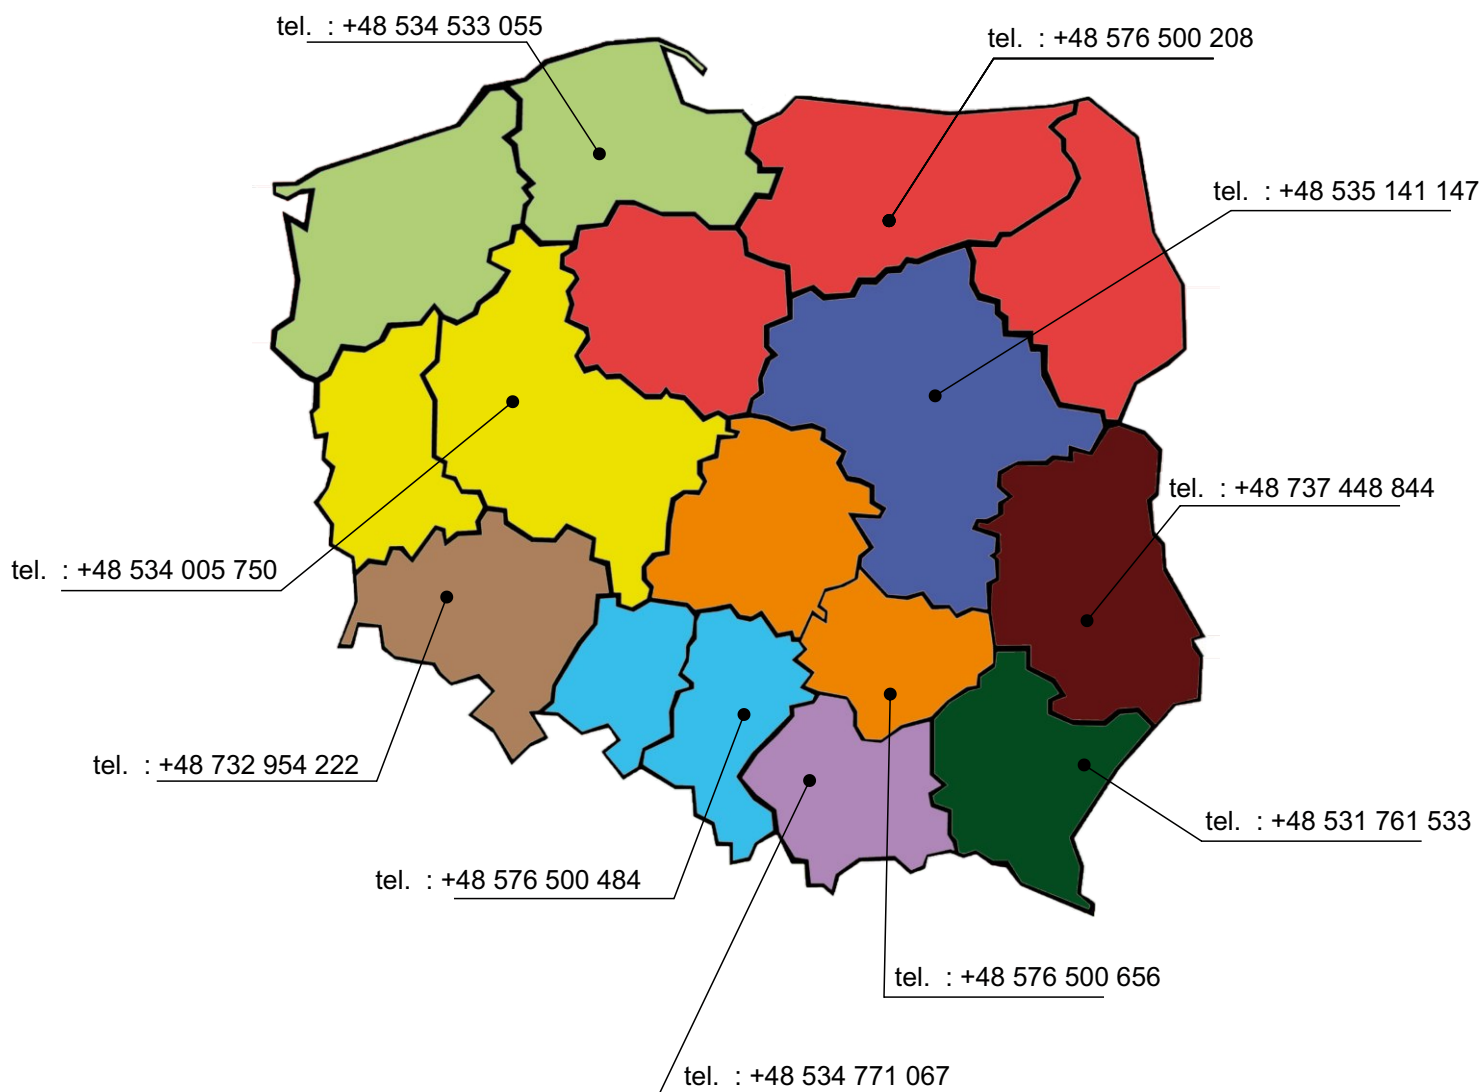 tel. : +48 534 533 055
tel. : +48 576 500 208
tel. : +48 535 141 147
tel. : +48 737 448 844
tel. : +48 534 005 750
tel. : +48 732 954 222
tel. : +48 531 761 533
tel. : +48 576 500 484
tel. : +48 576 500 656
tel. : +48 534 771 067